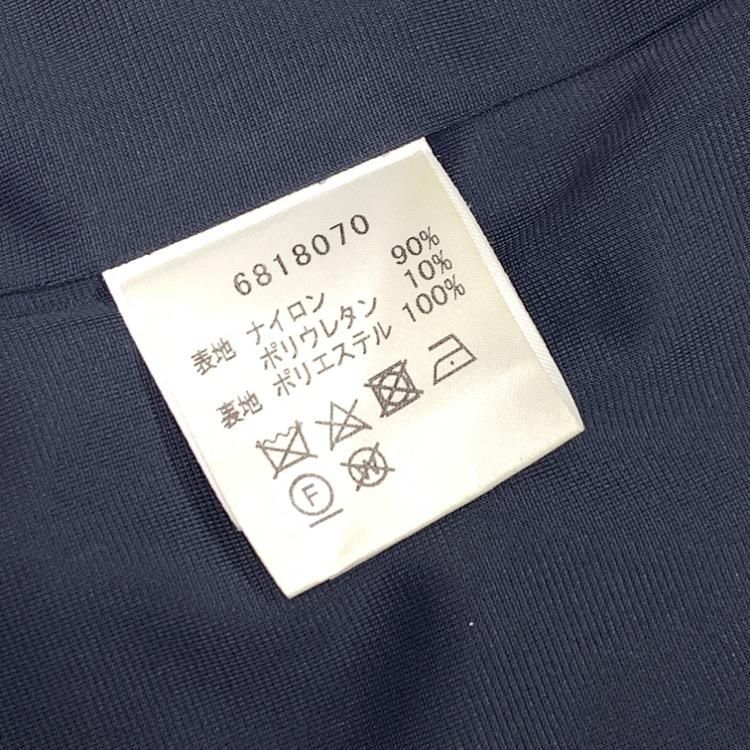 6818070
表地 ナイロン 90%
ポリウレタン 10%
裏地 ポリエステル 100%
F
W